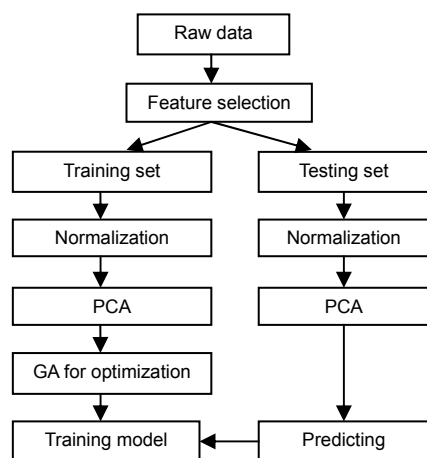 Raw data
Feature selection
Training set
Testing set
Normalization
Normalization
PCA
PCA
GA for optimization
Training model
Predicting